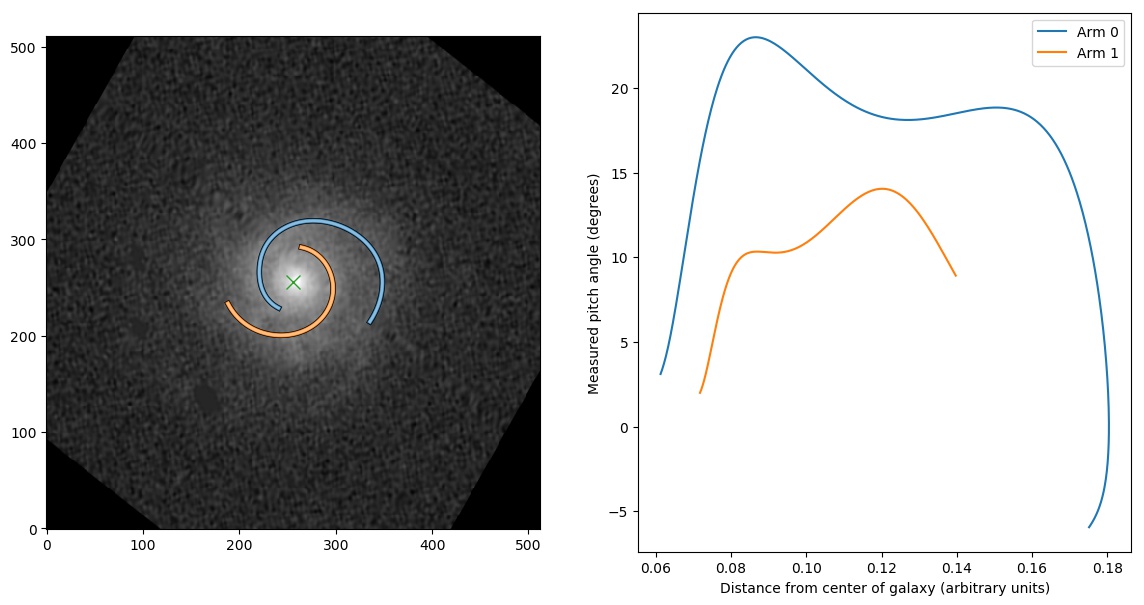 500
400
300
200
100
0
0 100 200 300 400 500
Arm 0
Arm 1
Measured pitch angle (degrees)
20
15
10
5
0
−5
0.06 0.08 0.10 0.12 0.14 0.16 0.18
Distance from center of galaxy (arbitrary units)